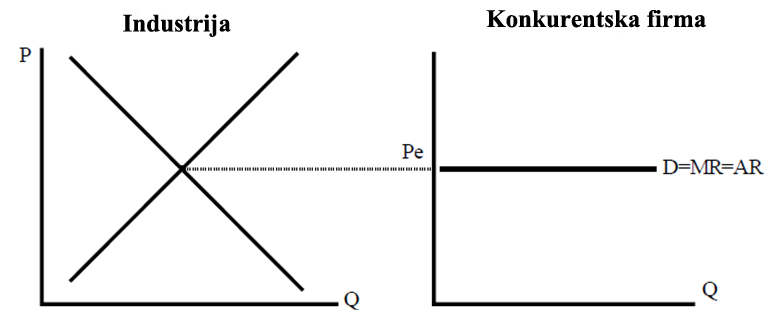 Industrija
Konkurentska firma
P
Pe
D=MR=AR
Q
Q